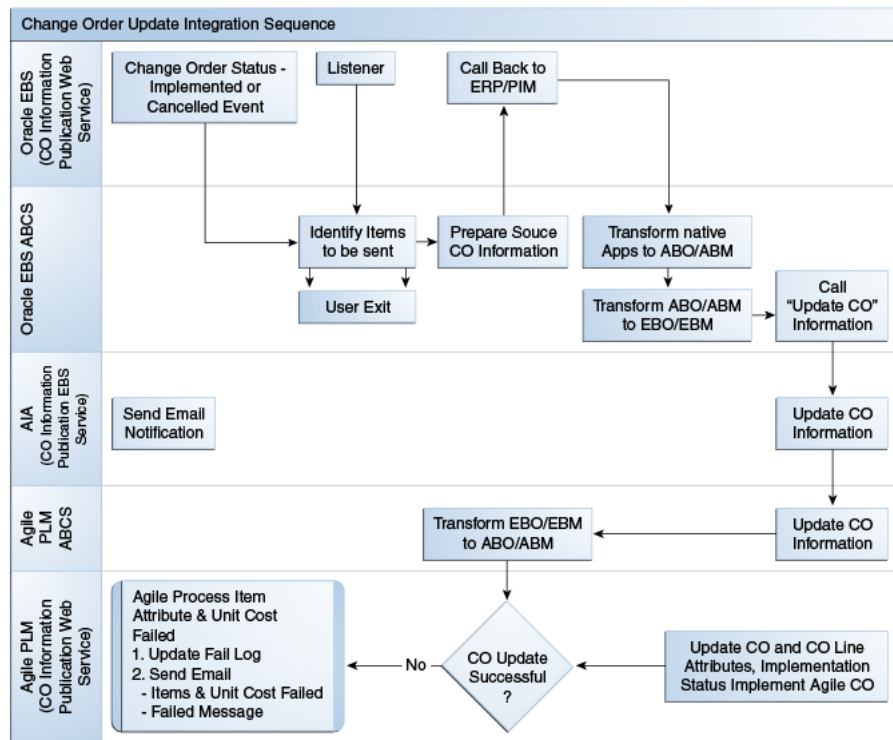 Change Order Update Integration Sequence
Oracle EBS
(CO Information
Publication Web
Service)
Change Order Status -
Implemented or
Cancelled Event
Listener
Call Back to
ERP/PIM
Oracle EBS ABCS
Identify Items
to be sent
Prepare Souce
CO Information
Transform native
Apps to ABO/ABM
User Exit
Transform ABO/ABM
to EBO/EBM
Call
“Update CO”
Information
AIA
(CO Information
Publication EBS
Service)
Send Email
Notification
Update CO
Information
Agile
PLM
ABCS
Transform EBO/EBM
to ABO/ABM
Update CO
Information
Agile PLM
(CO Information
Publication Web
Service)
Agile Process Item
Attribute & Unit Cost
Failed
1. Update Fail Log
2. Send Email
- Items & Unit Cost Failed
- Failed Message
No
CO Update
Successful
?
Update CO and CO Line
Attributes, Implementation
Status Implement Agile CO